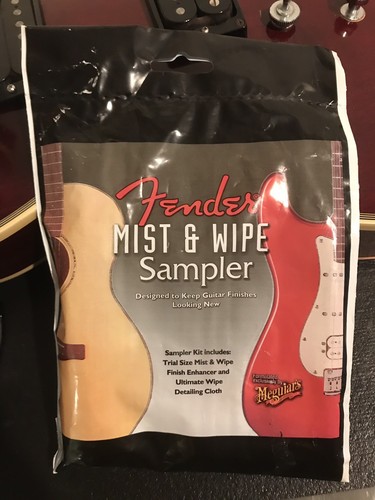 Fender
MIST & WIPE
Sampler
Designed to Keep Guitar Finishes
Looking New
Sampler Kit includes:
Trial Size Mist & Wipe
Finish Enhancer and
Ultimate Wipe
Detailing Cloth
Meguiar's